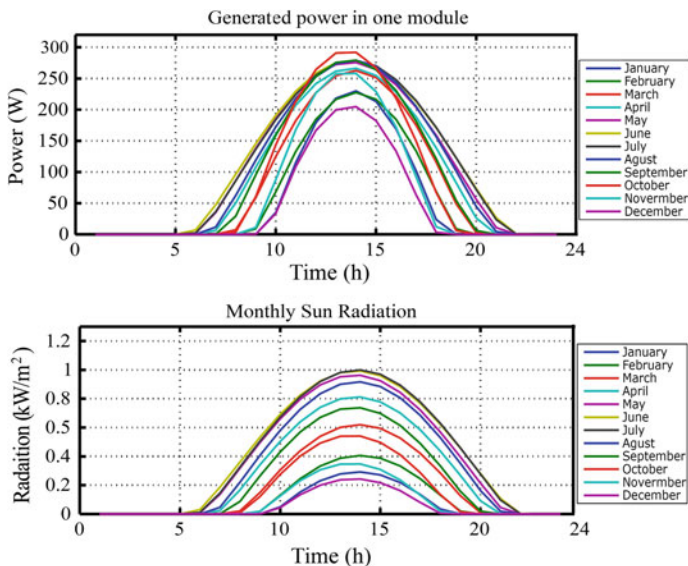 Generated power in one module
Power (W)
300
250
200
150
100
50
0
0 5 10 15 20 24
Time (h)
January
February
March
April
May
June
July
Agust
September
October
Novermber
December
Monthly Sun Radiation
Radation (kW/m²)
1.2
1
0.8
0.5
0.4
0.2
0
0 5 10 15 20 24
Time (h)
January
February
March
April
May
June
July
Agust
September
October
Novermber
December